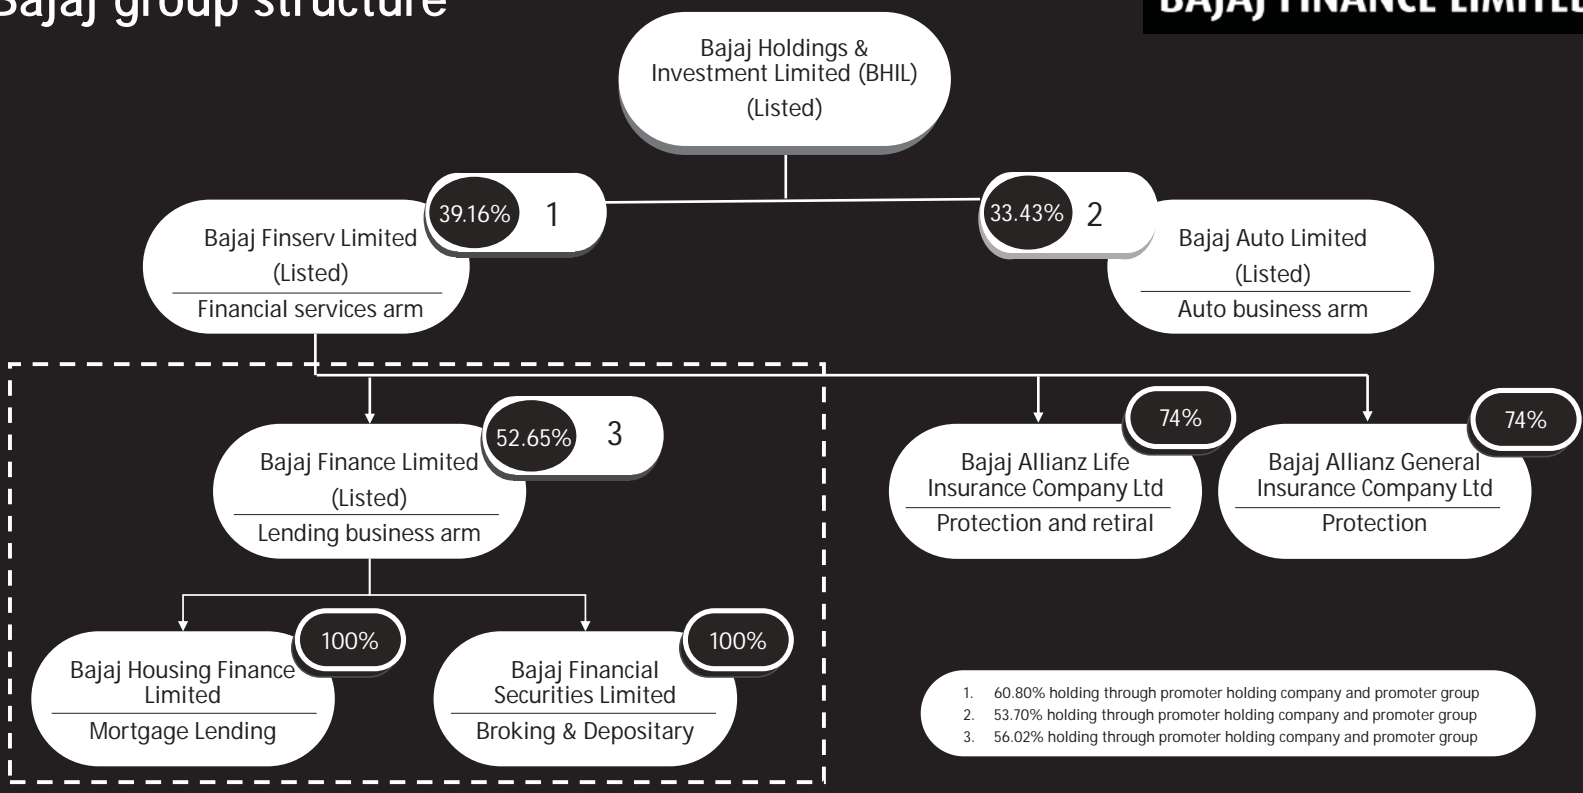 Bajaj group structure
BAJAJ FINANCE LIMITED
Bajaj Holdings &
Investment Limited (BHIL)
(Listed)
39.16% 1
33.43% 2
Bajaj Finserv Limited
(Listed)
Financial services arm
Bajaj Auto Limited
(Listed)
Auto business arm
52.65% 3
Bajaj Finance Limited
(Listed)
Lending business arm
74%
Bajaj Allianz Life
Insurance Company Ltd
Protection and retiral
74%
Bajaj Allianz General
Insurance Company Ltd
Protection
100%
Bajaj Housing Finance
Limited
Mortgage Lending
100%
Bajaj Financial
Securities Limited
Broking & Depositary
1. 60.80% holding through promoter holding company and promoter group
2. 53.70% holding through promoter holding company and promoter group
3. 56.02% holding through promoter holding company and promoter group